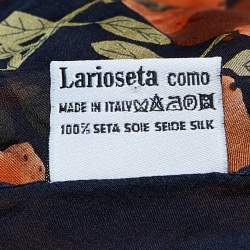 Larioseta como
MADE IN ITALY
100% SETA SOIE SEIDE SILK